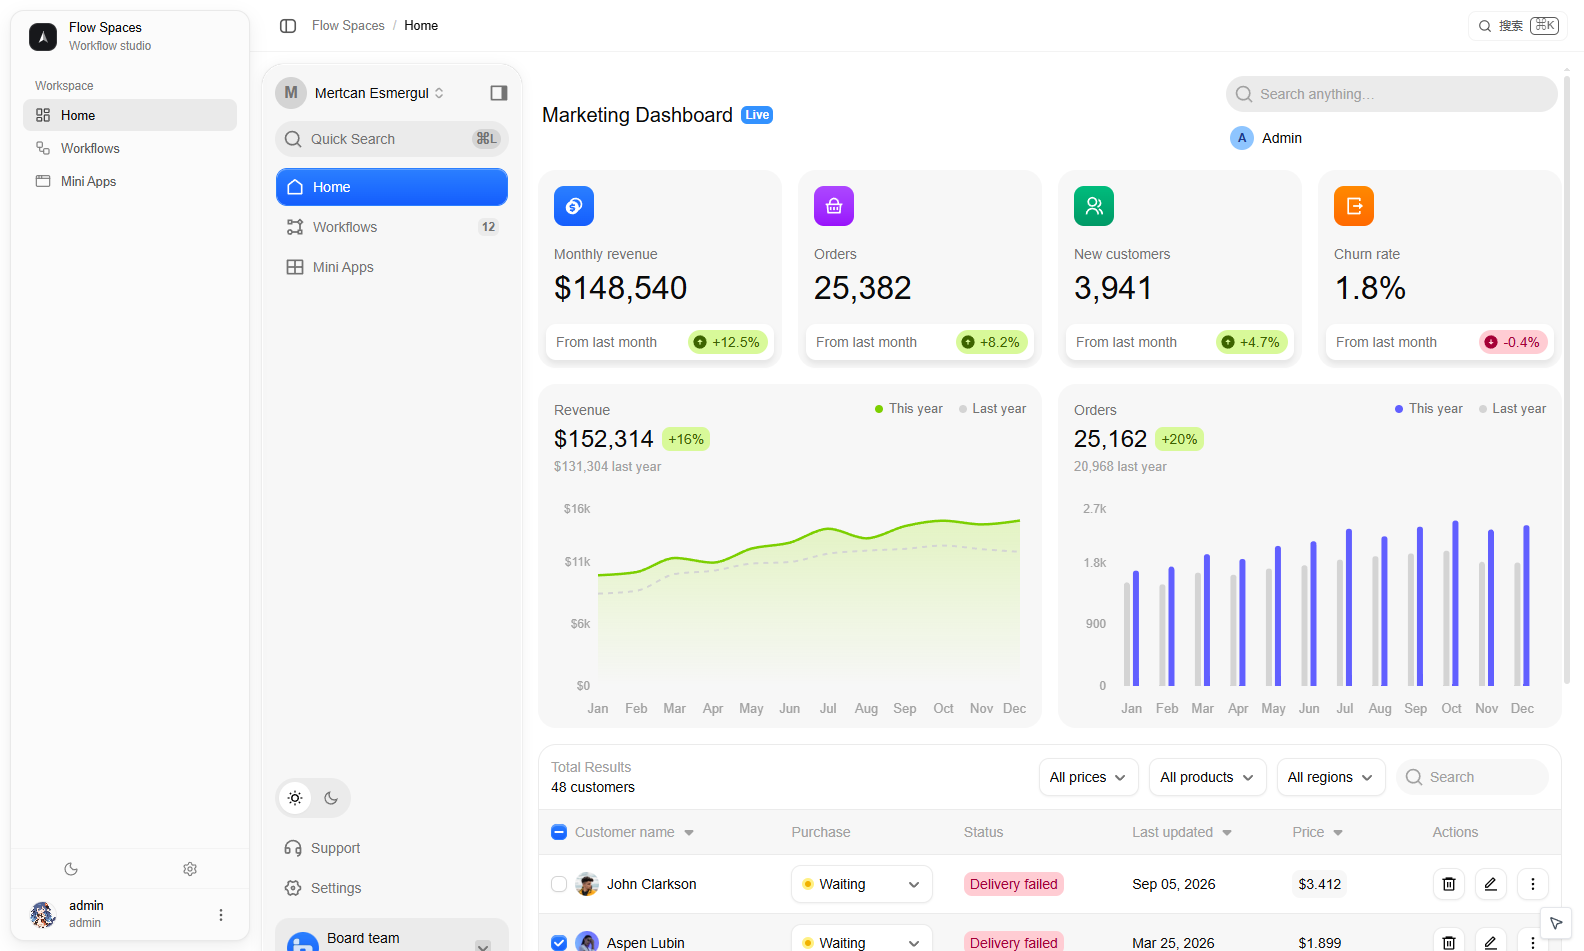 Flow Spaces
Workflow studio
Workspace
Home
Workflows
Mini Apps
admin
admin
Flow Spaces / Home
搜索 ⌘K
M Mertcan Esmergul
Quick Search ⌘L
Home
Workflows 12
Mini Apps
Support
Settings
Board team
Marketing Dashboard Live
Search anything...
A Admin
Monthly revenue
$148,540
From last month +12.5%
Orders
25,382
From last month +8.2%
New customers
3,941
From last month +4.7%
Churn rate
1.8%
From last month -0.4%
Revenue This year Last year
$152,314 +16%
$131,304 last year
$16k
$11k
$6k
$0
Jan Feb Mar Apr May Jun Jul Aug Sep Oct Nov Dec
Orders This year Last year
25,162 +20%
20,968 last year
2.7k
1.8k
900
0
Jan Feb Mar Apr May Jun Jul Aug Sep Oct Nov Dec
Total Results
48 customers
All prices All products All regions Search
Customer name Purchase Status Last updated Price Actions
John Clarkson Waiting Delivery failed Sep 05, 2026 $3.412
Aspen Lubin Waiting Delivery failed Mar 25, 2026 $1.899